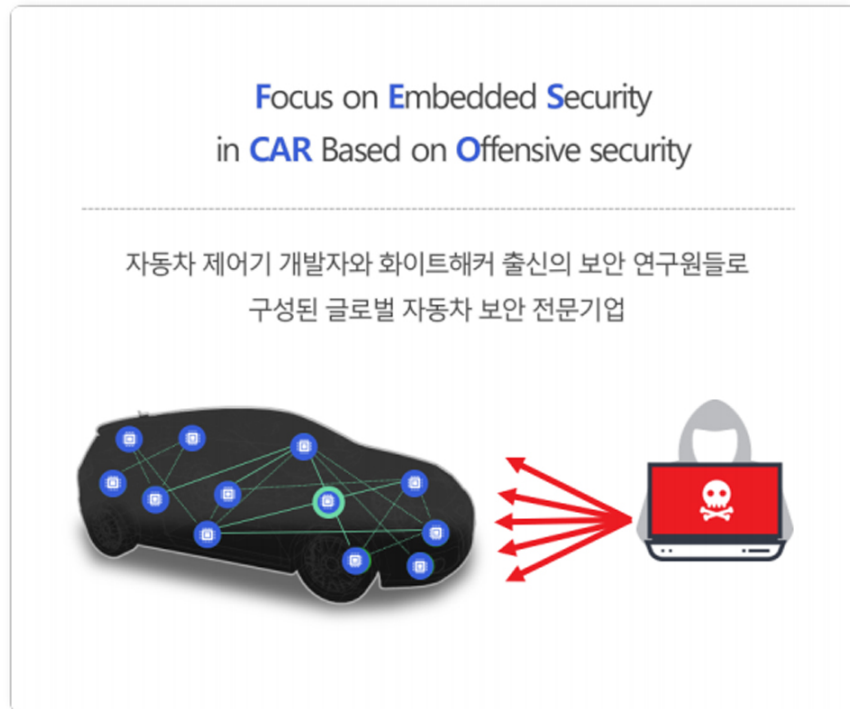 Focus on Embedded Security
in CAR Based on Offensive security
자동차 제어기 개발자와 화이트해커 출신의 보안 연구원들로
구성된 글로벌 자동차 보안 전문기업